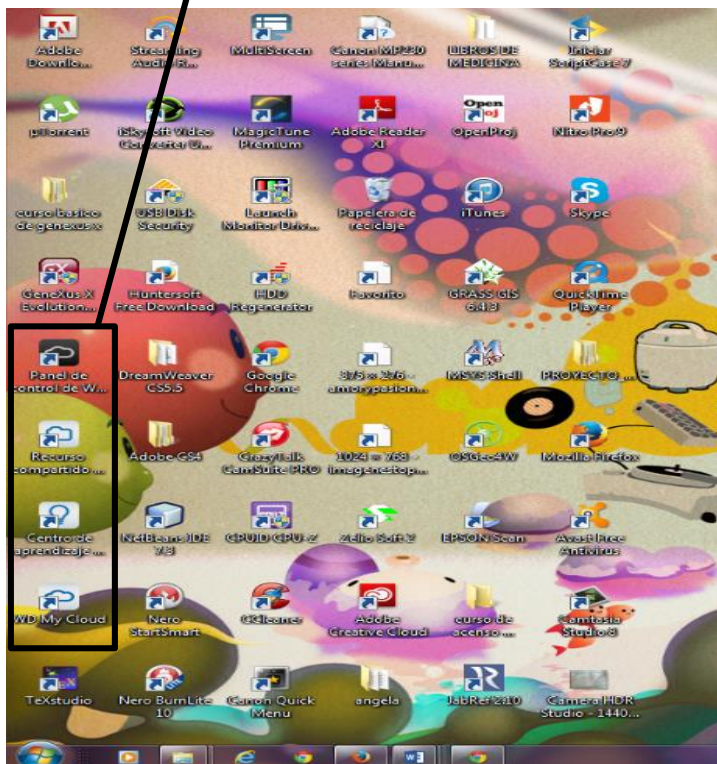 Adobe
Downlo...
Streaming
Audio R...
MultiScreen
Canon MP230
series Manu...
LIBROS DE
MEDICINA
Iniciar
ScriptCase7
µTorrent
iSkysoft Video
Converter U...
MagicTune
Premium
Adobe Reader
XI
Open
Proj
OpenProj
Nitro Pro 9
curso basico
de genexus x
USB Disk
Security
Launch
Monitor Driv...
Papelera de
reciclaje
iTunes
Skype
GeneXus X
Evolution...
Huntersoft
Free Download
HDD
Regenerator
Favorito
GRASS GIS
6.4.3
QuickTime
Player
Panel de
control de W...
DreamWeaver
CS5.5
Google
Chrome
375 × 276 -
amorypasion...
MSYS Shell
PROYECTO_...
Recurso
compartido ...
Adobe CS4
CrazyTalk
CamSuite PRO
1024 × 768 -
imagenestop...
OSGeo4W
Mozilla Firefox
Centro de
aprendizaje ...
NetBeans IDE
7.3
CPUID CPU-Z
Zelio Soft 2
EPSON Scan
Avast Free
Antivirus
WD My Cloud
Nero
StartSmart
CCleaner
Adobe
Creative Cloud
curso de
acenso ...
Camtasia
Studio 8
TeXstudio
Nero BurnLite
10
Canon Quick
Menu
angela
JabRef 2.10
Camera HDR
Studio - 1440...